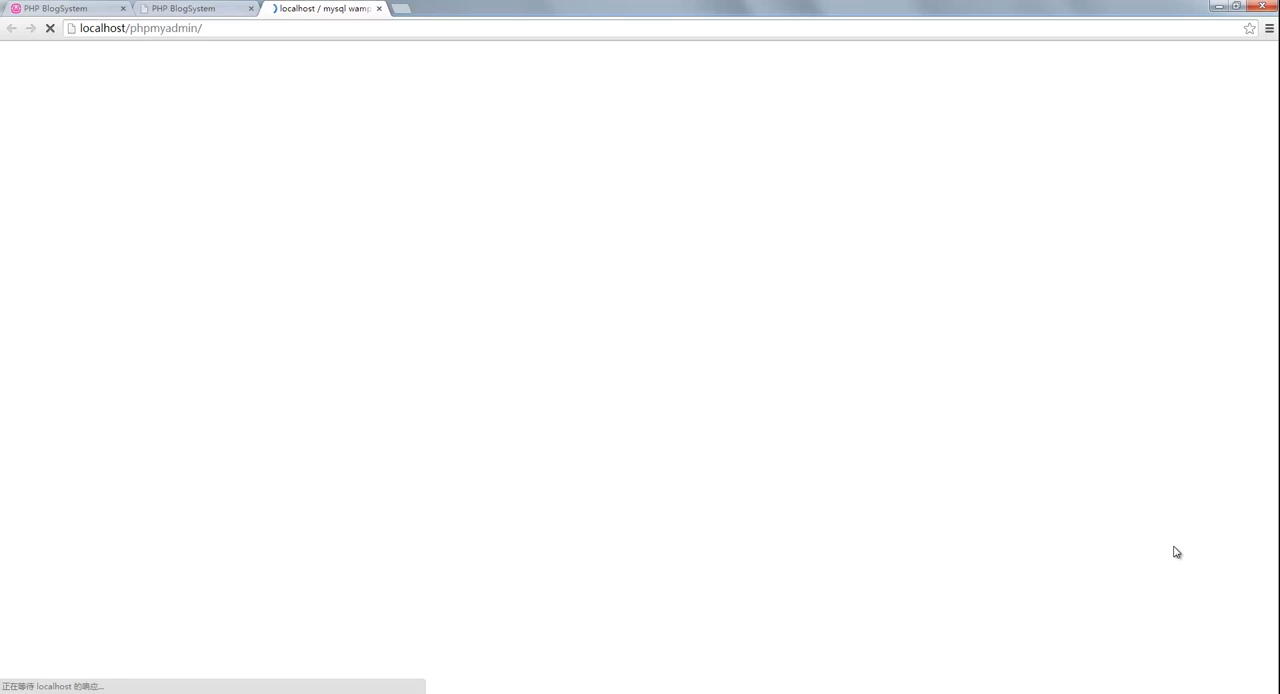 PHP BlogSystem
PHP BlogSystem
localhost / mysql wamp
localhost/phpmyadmin/
正在等待 localhost 的响应...